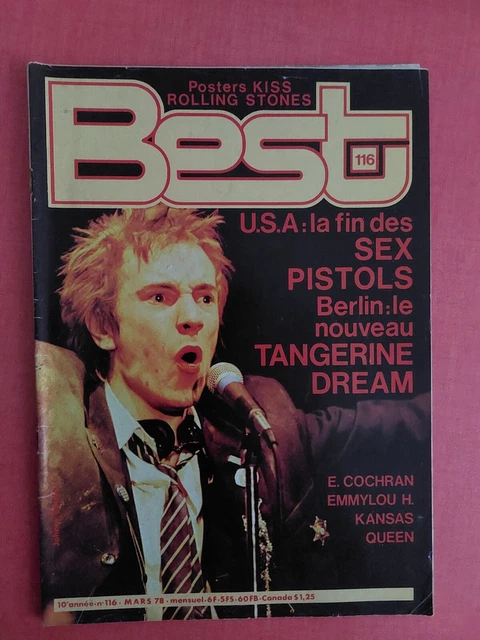 Posters KISS
ROLLING STONES
Best
116
U.S.A: la fin des
SEX
PISTOLS
Berlin: le
nouveau
TANGERINE
DREAM
E. COCHRAN
EMMYLOU H.
KANSAS
QUEEN
10e année · n° 116 · MARS 78 · mensuel · 6F · 5FS · 60FB · Canada $1,25